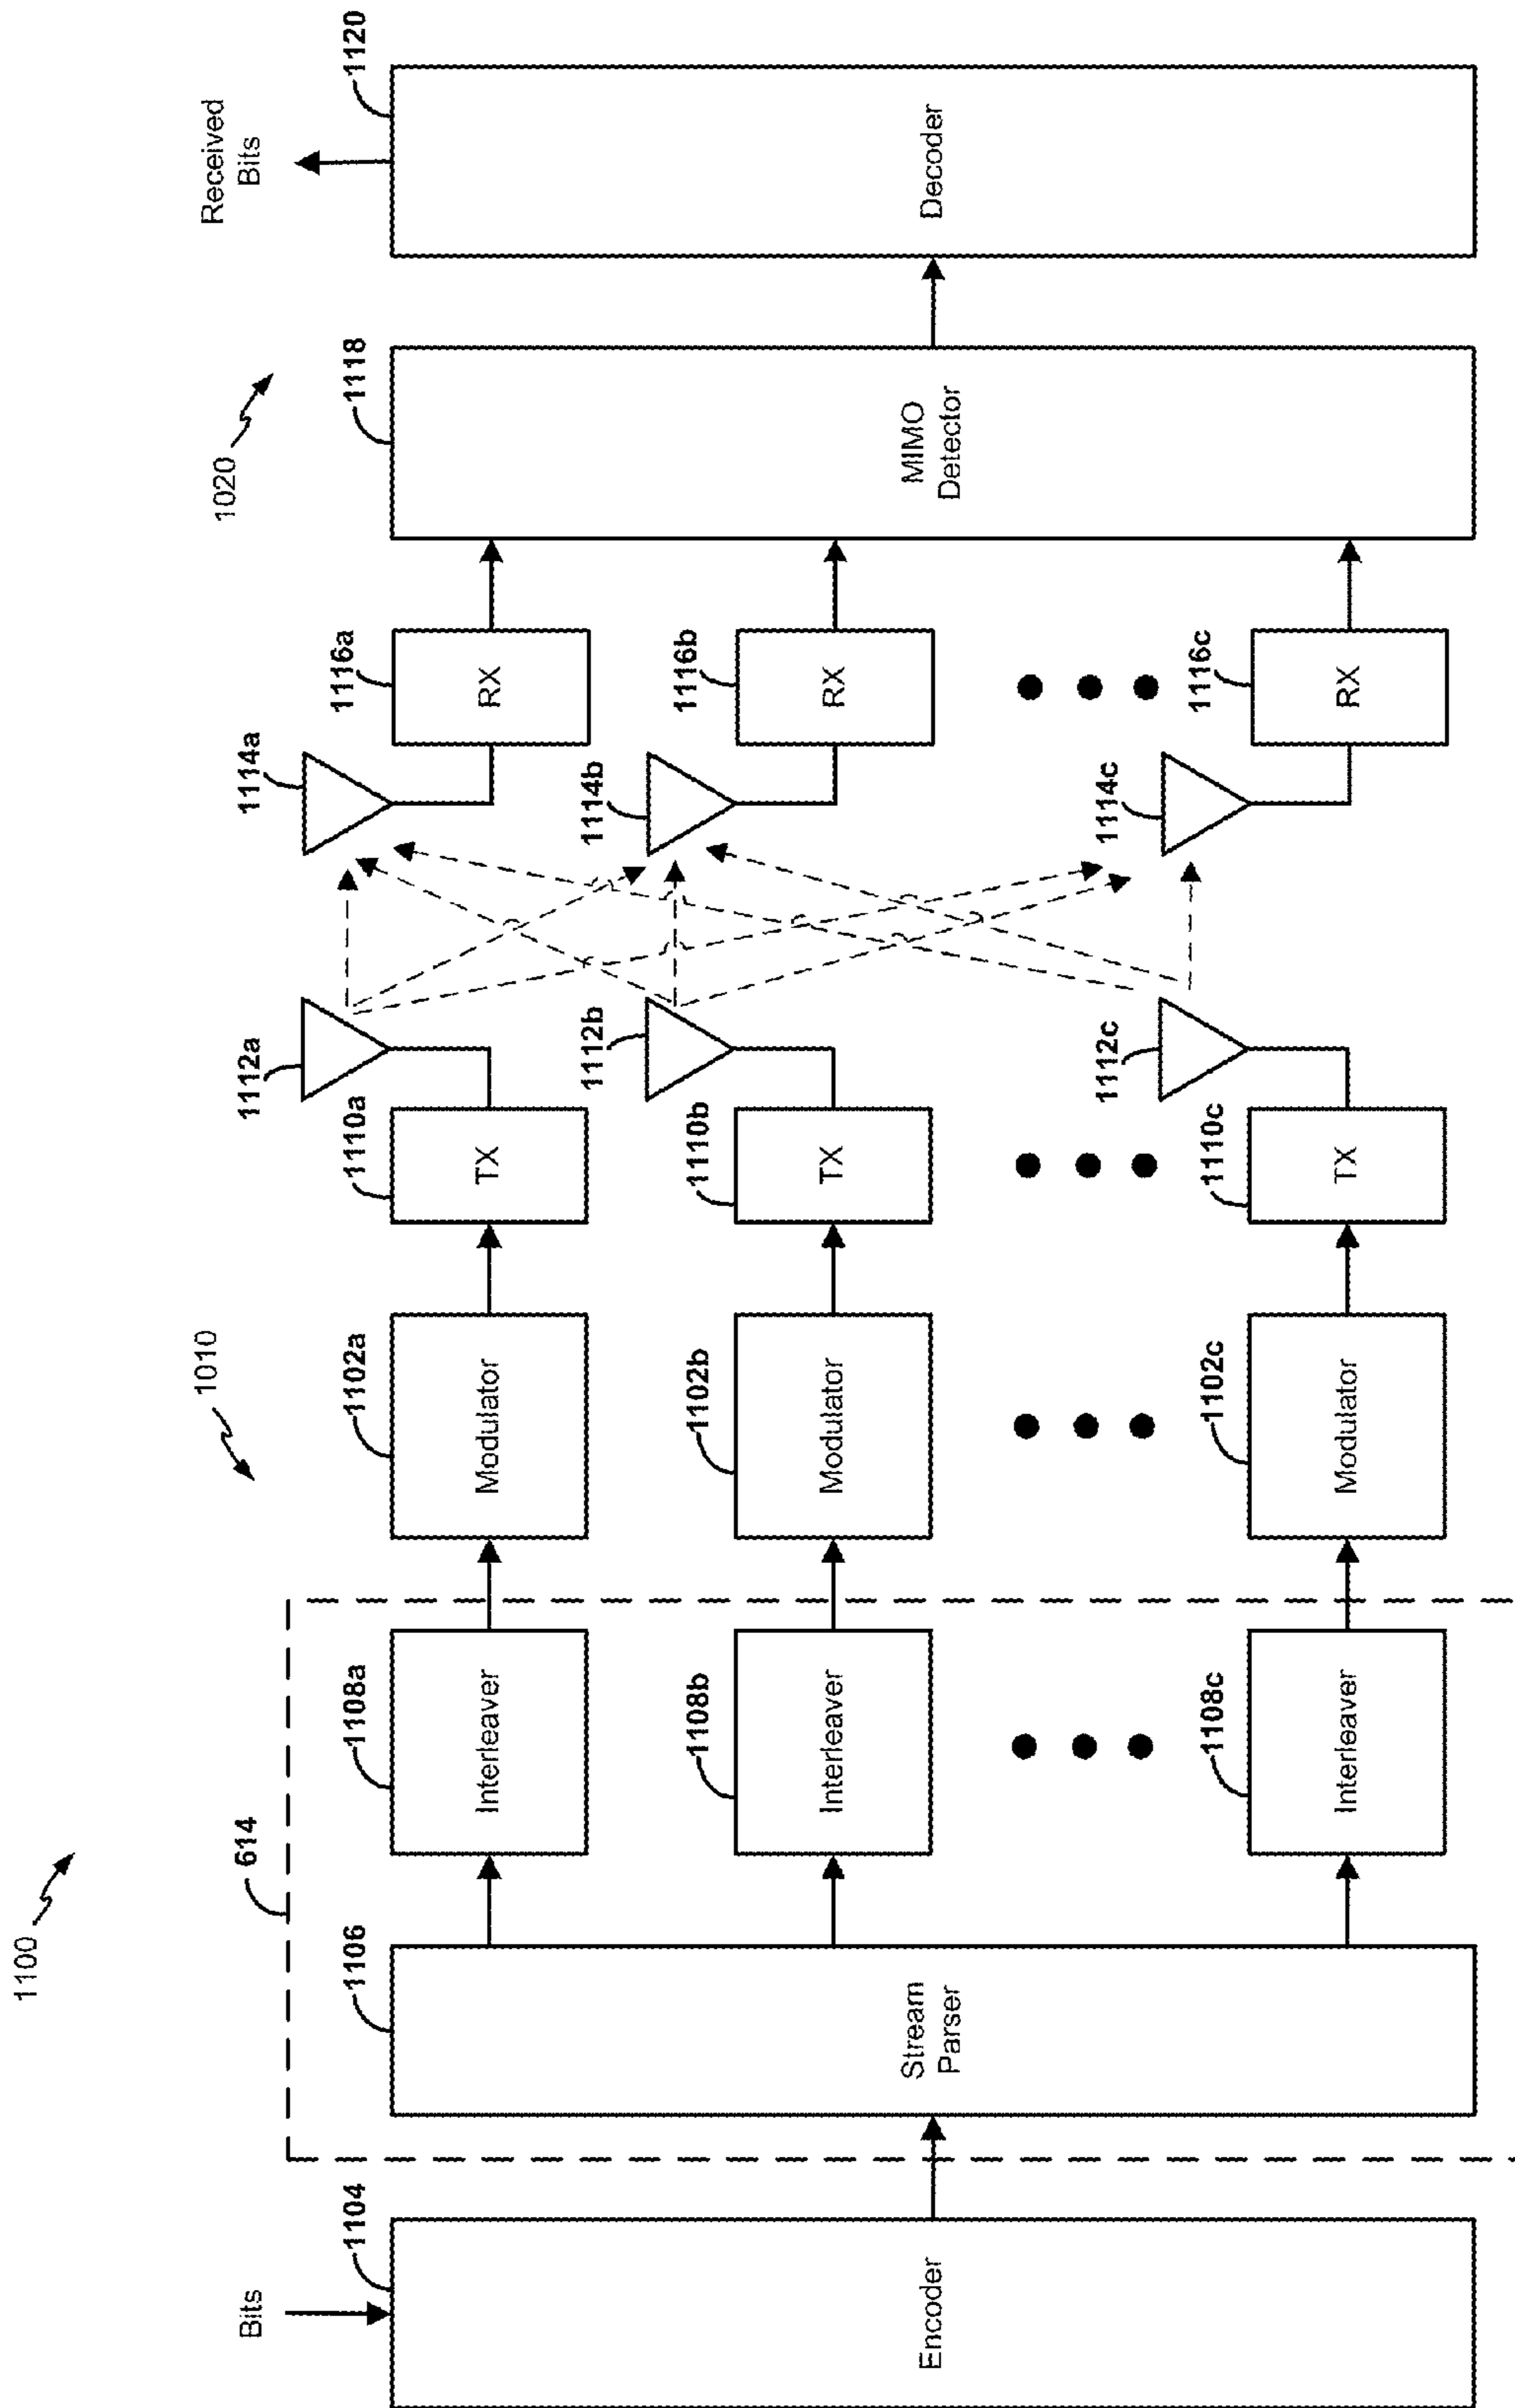 1100
1010
1020
Bits
1104
Encoder
614
1106
Stream
Parser
1108a
Interleaver
1108b
Interleaver
1108c
Interleaver
1102a
Modulator
1102b
Modulator
1102c
Modulator
1110a
TX
1110b
TX
1110c
TX
1112a
1112b
1112c
1114a
1114b
1114c
1116a
RX
1116b
RX
1116c
RX
1118
MIMO
Detector
Received
Bits
1120
Decoder